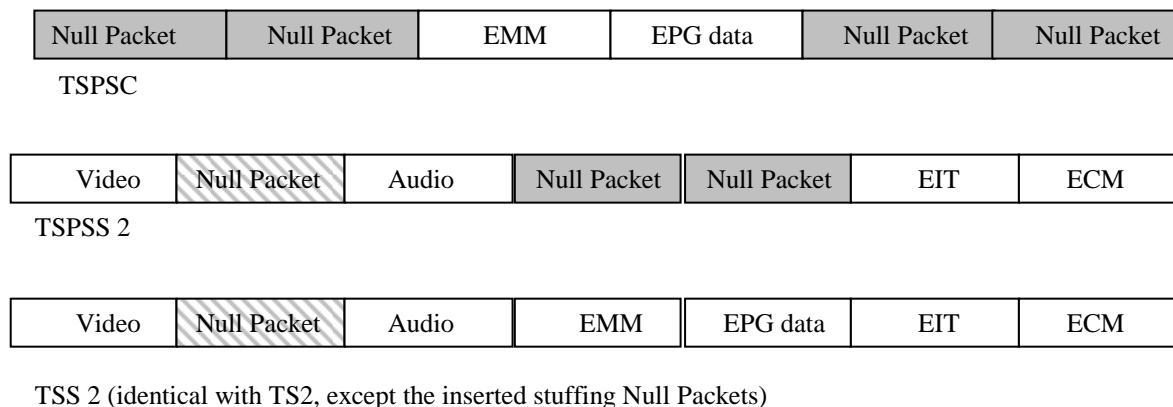 Null Packet Null Packet EMM EPG data Null Packet Null Packet
TSPSC
Video Null Packet Audio Null Packet Null Packet EIT ECM
TSPSS 2
Video Null Packet Audio EMM EPG data EIT ECM
TSS 2 (identical with TS2, except the inserted stuffing Null Packets)